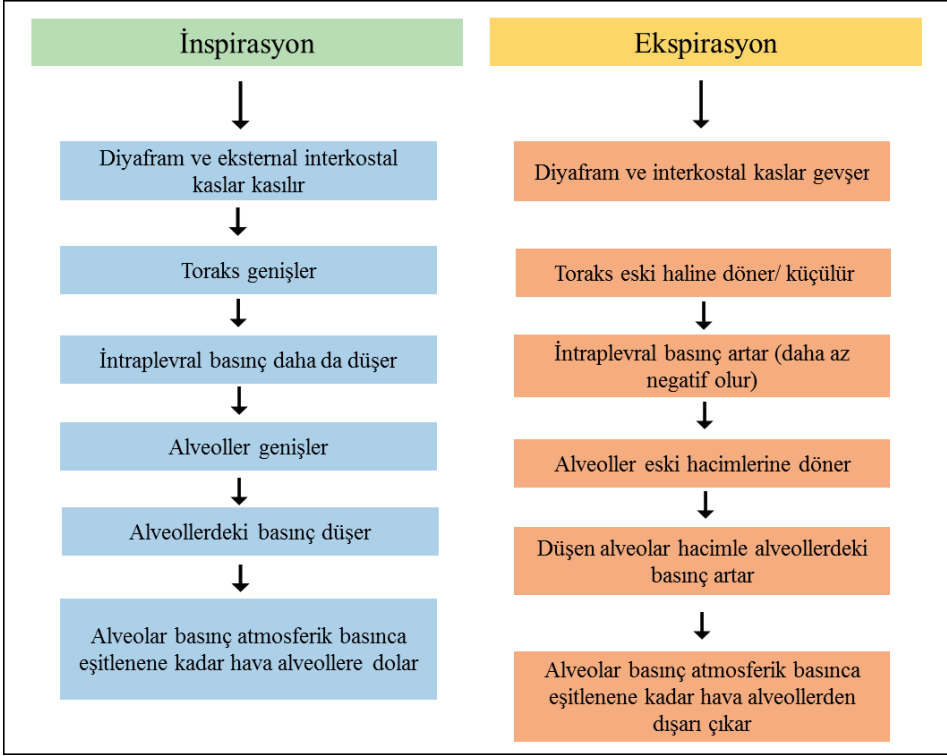 İnspirasyon
Diyafram ve eksternal interkostal
kaslar kasılır
Toraks genişler
İntraplevral basınç daha da düşer
Alveoller genişler
Alveollerdeki basınç düşer
Alveolar basınç atmosferik basınca
eşitlenene kadar hava alveollere dolar
Ekspirasyon
Diyafram ve interkostal kaslar gevşer
Toraks eski haline döner/ küçülür
İntraplevral basınç artar (daha az
negatif olur)
Alveoller eski hacimlerine döner
Düşen alveolar hacimle alveollerdeki
basınç artar
Alveolar basınç atmosferik basınca
eşitlenene kadar hava alveollerden
dışarı çıkar